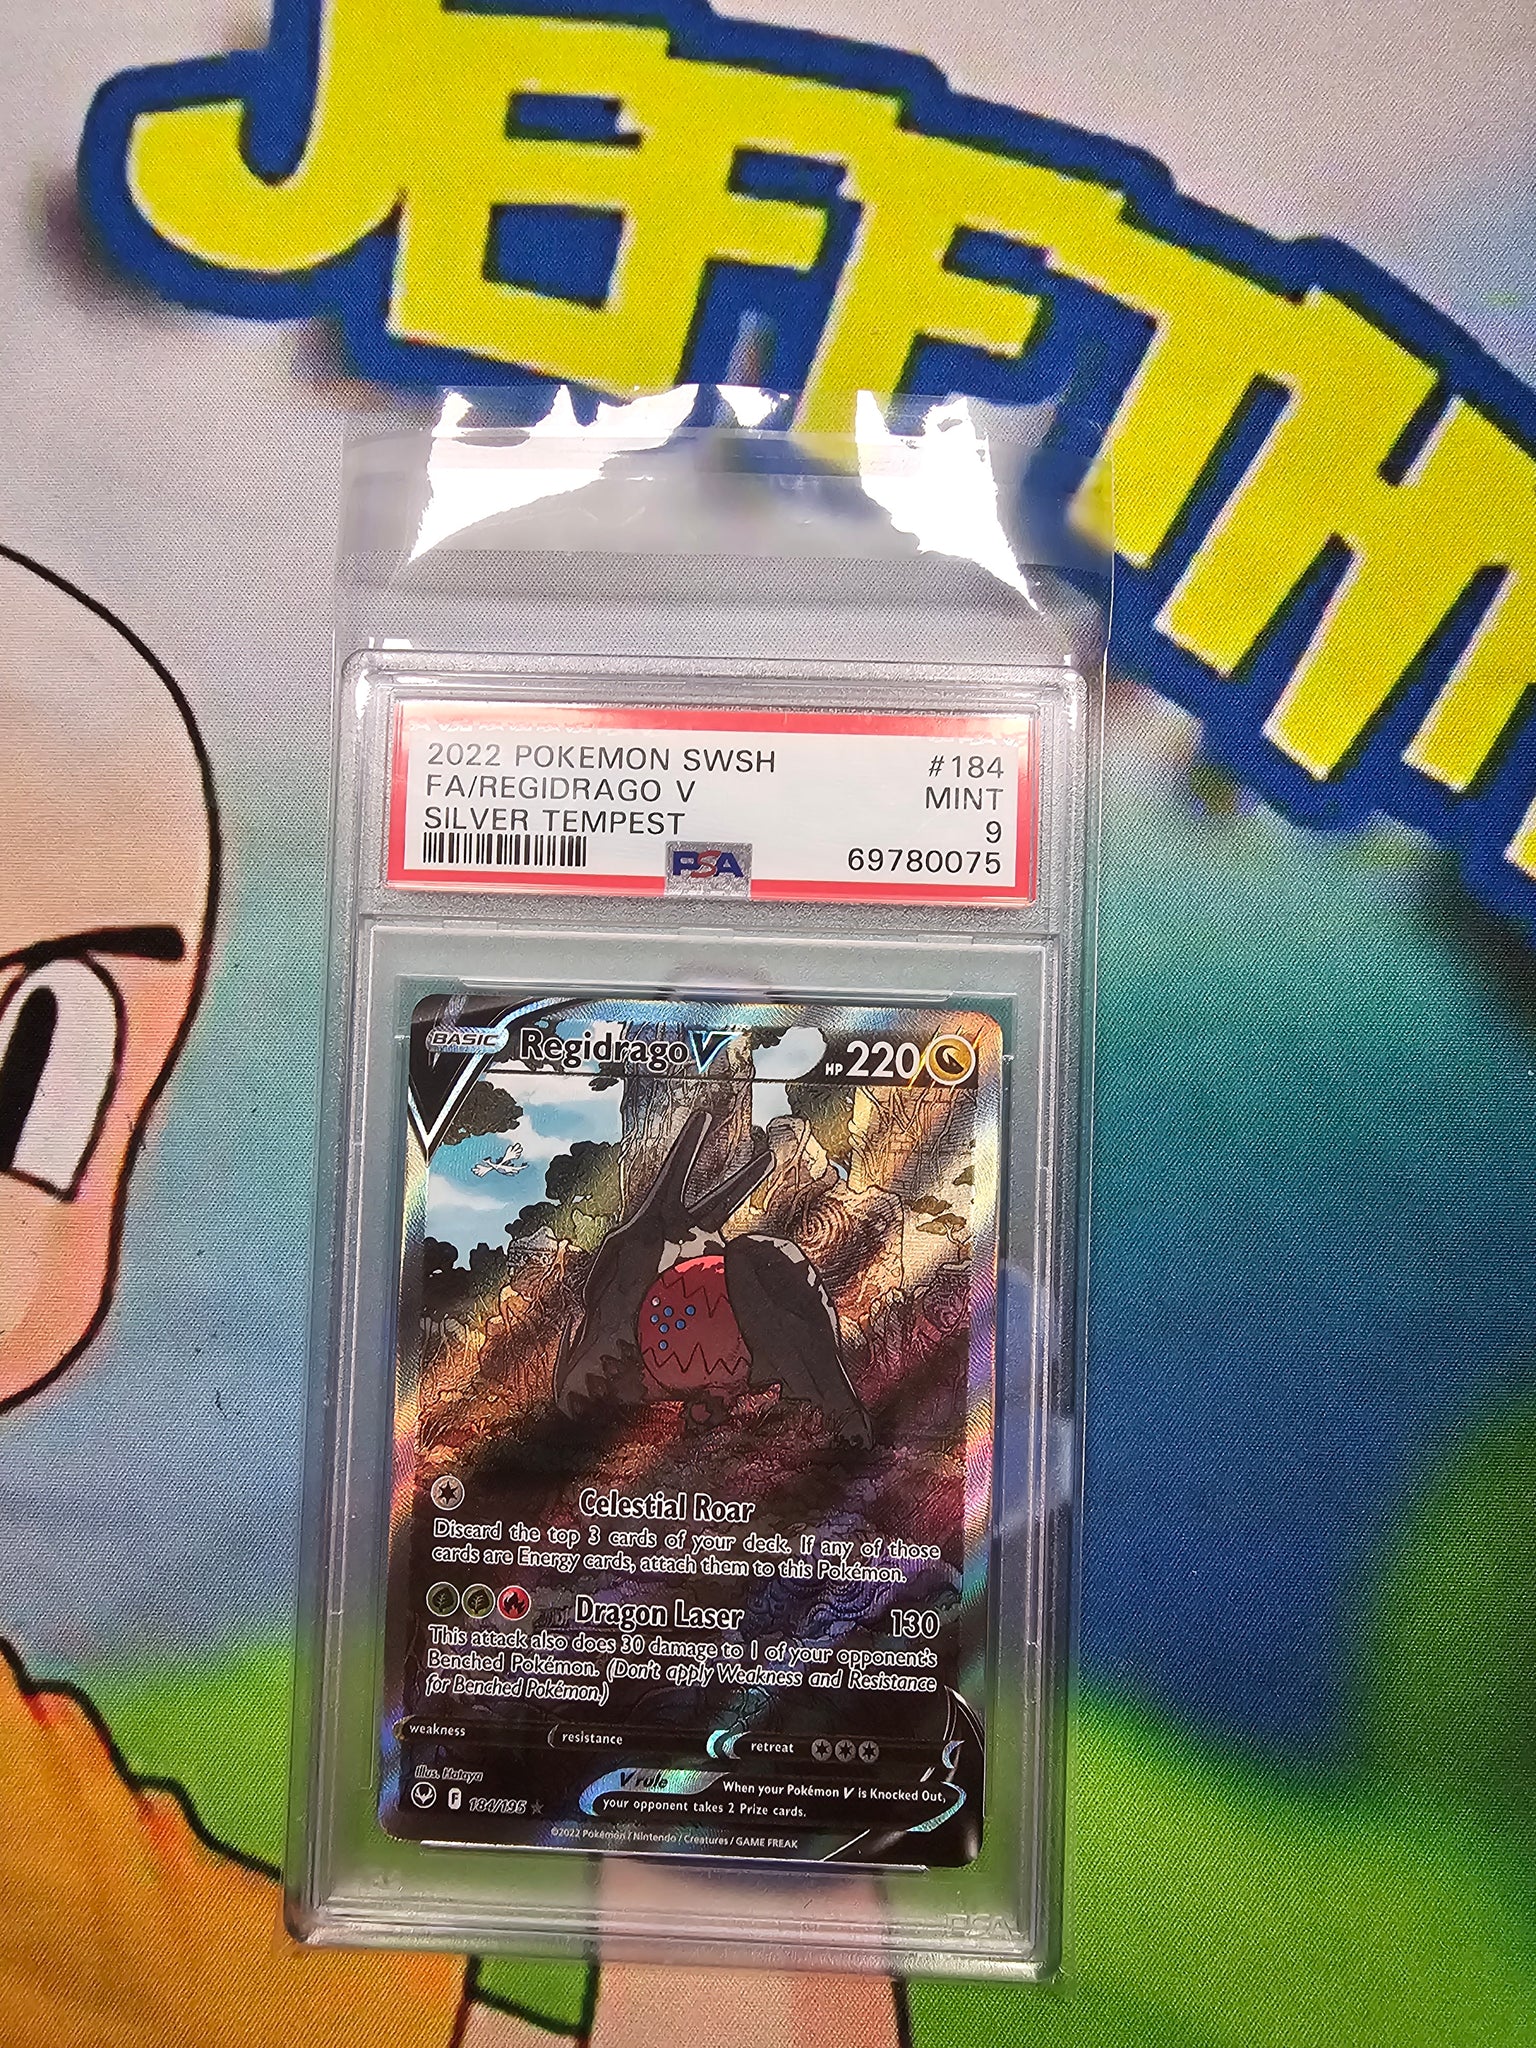 JEFFTHI
2022 POKEMON SWSH #184
FA/REGIDRAGO V MINT
SILVER TEMPEST 9
PSA 69780075
BASIC Regidrago V HP 220
Celestial Roar
Discard the top 3 cards of your deck. If any of those
cards are Energy cards, attach them to this Pokémon.
Dragon Laser 130
This attack also does 30 damage to 1 of your opponent's
Benched Pokémon. (Don't apply Weakness and Resistance
for Benched Pokémon.)
weakness resistance retreat
Illus. Mataya
V rule When your Pokémon V is Knocked Out,
F 184/195 your opponent takes 2 Prize cards.
©2022 Pokémon / Nintendo / Creatures / GAME FREAK
PSA